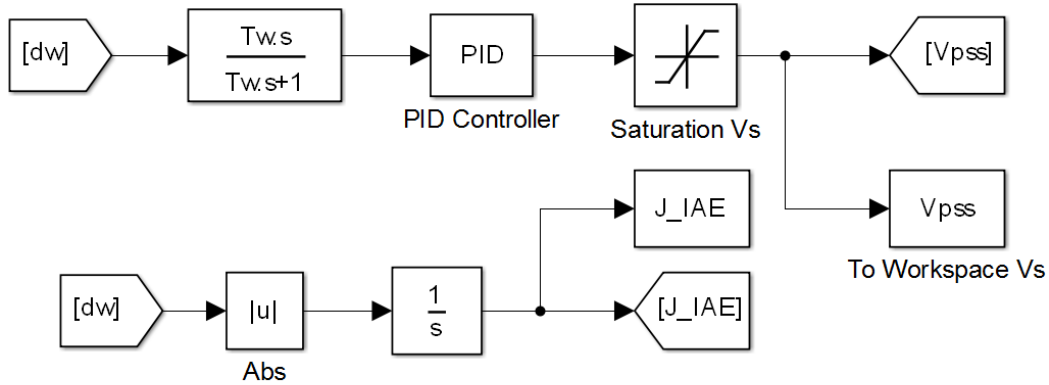 [dw]
Tw.s
Tw.s+1
PID
[Vpss]
PID Controller
Saturation Vs
J_IAE
Vpss
To Workspace Vs
[dw]
|u|
1
s
[J_IAE]
Abs